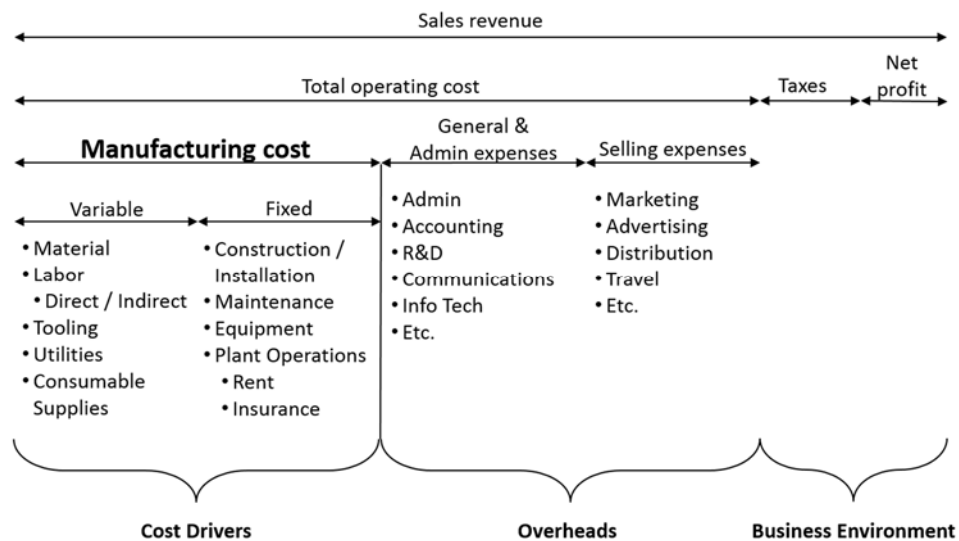 Sales revenue
Total operating cost
Taxes
Net
profit
Manufacturing cost
General &
Admin expenses
Selling expenses
Variable
Fixed
• Material
• Labor
• Direct / Indirect
• Tooling
• Utilities
• Consumable
Supplies
• Construction /
Installation
• Maintenance
• Equipment
• Plant Operations
• Rent
• Insurance
• Admin
• Accounting
• R&D
• Communications
• Info Tech
• Etc.
• Marketing
• Advertising
• Distribution
• Travel
• Etc.
Cost Drivers
Overheads
Business Environment